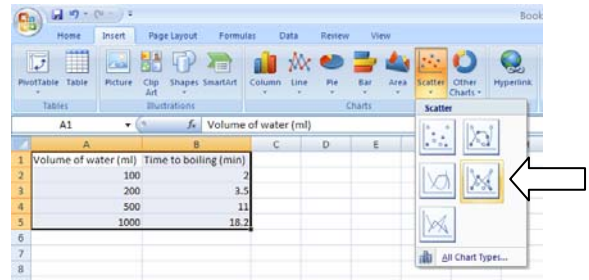 Book
Home Insert Page Layout Formulas Data Review View
PivotTable Table Picture Clip Art Shapes SmartArt Column Line Pie Bar Area Scatter Other Charts Hyperlink
Tables Illustrations Charts
Scatter
A1 fx Volume of water (ml)
A B C D E
1 Volume of water (ml) Time to boiling (min)
2 100 2
3 200 3.5
4 500 11
5 1000 18.2
6
7
8
All Chart Types...